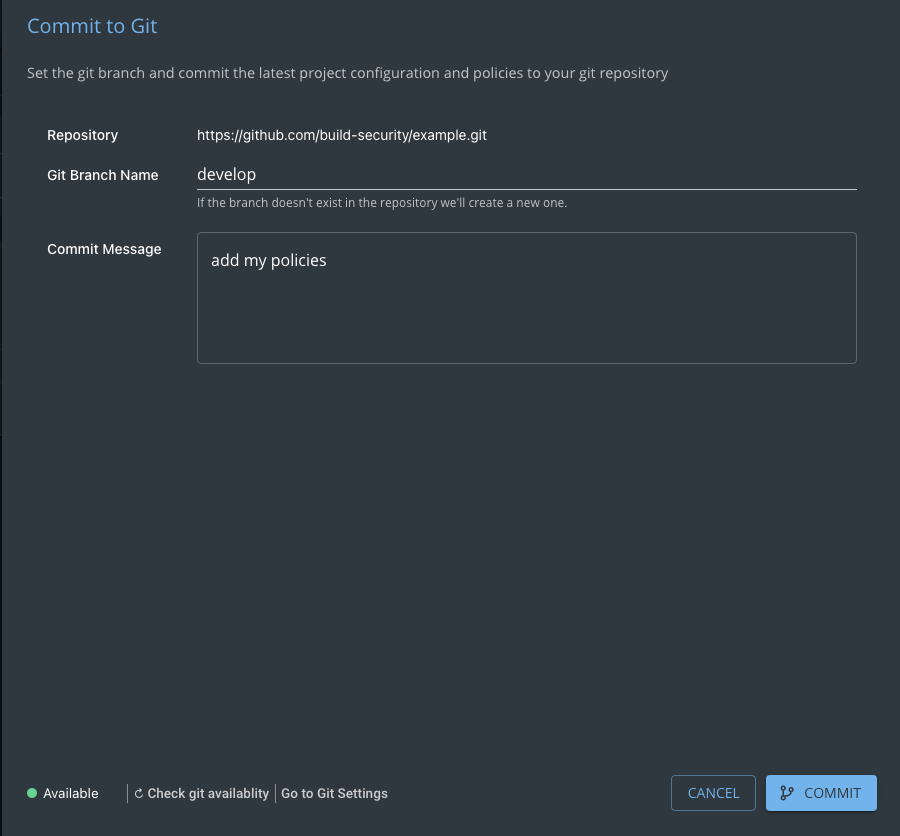 Commit to Git
Set the git branch and commit the latest project configuration and policies to your git repository
Repository https://github.com/build-security/example.git
Git Branch Name develop
If the branch doesn't exist in the repository we'll create a new one.
Commit Message add my policies
Available Check git availablity Go to Git Settings CANCEL COMMIT